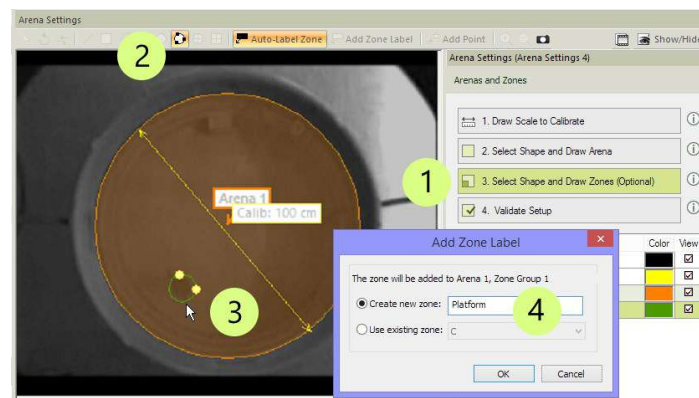 Arena Settings
Auto-Label Zone
Add Zone Label
Add Point
Show/Hide
2
Arena Settings (Arena Settings 4)
Arenas and Zones
1. Draw Scale to Calibrate
2. Select Shape and Draw Arena
1
3. Select Shape and Draw Zones (Optional)
4. Validate Setup
Arena 1
Calib: 100 cm
Color
View
3
Add Zone Label
The zone will be added to Arena 1, Zone Group 1
Create new zone:
Platform
4
Use existing zone:
C
OK
Cancel